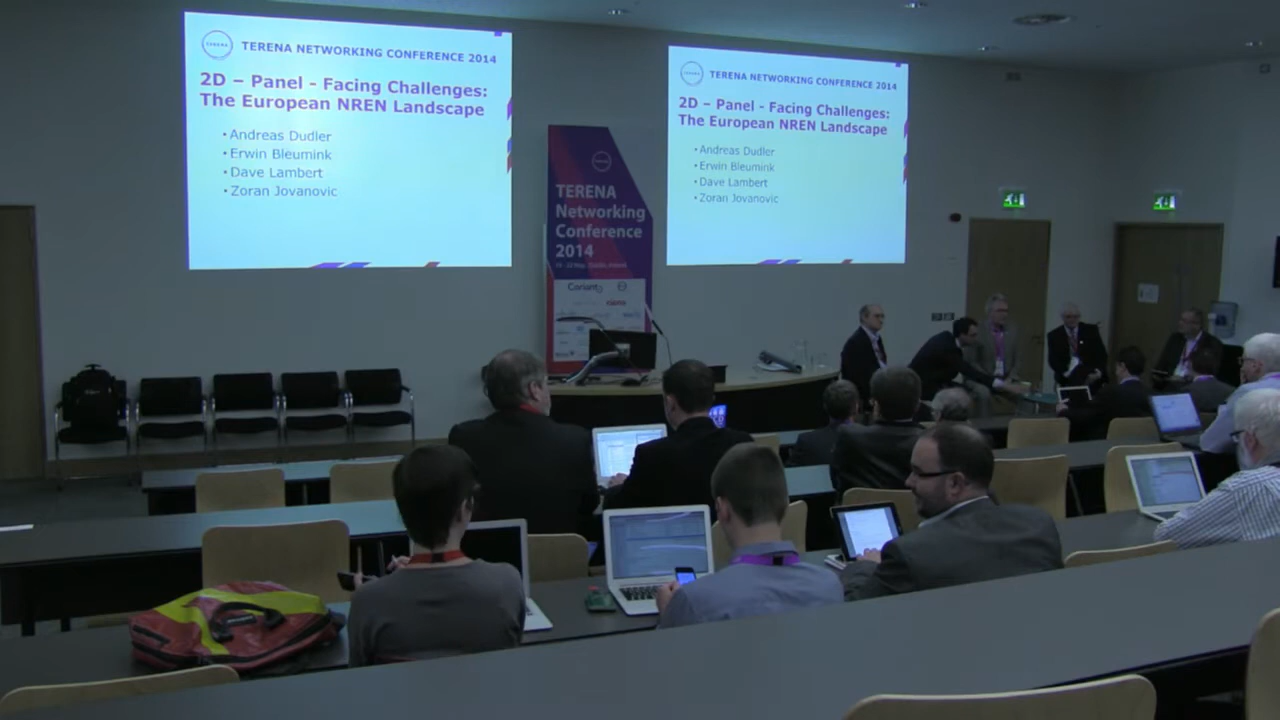 TERENA
TERENA NETWORKING CONFERENCE 2014
2D – Panel - Facing Challenges:
The European NREN Landscape
• Andreas Dudler
• Erwin Bleumink
• Dave Lambert
• Zoran Jovanovic
TERENA
Networking
Conference
2014
Coriant
TERENA NETWORKING CONFERENCE 2014
2D – Panel - Facing Challenges:
The European NREN Landscape
• Andreas Dudler
• Erwin Bleumink
• Dave Lambert
• Zoran Jovanovic